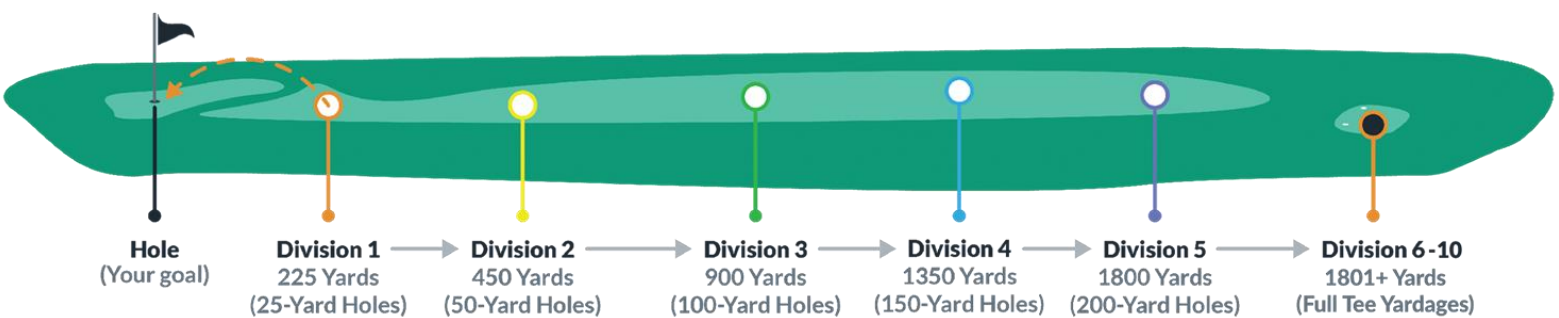 Hole
(Your goal)
Division 1
225 Yards
(25-Yard Holes)
Division 2
450 Yards
(50-Yard Holes)
Division 3
900 Yards
(100-Yard Holes)
Division 4
1350 Yards
(150-Yard Holes)
Division 5
1800 Yards
(200-Yard Holes)
Division 6-10
1801+ Yards
(Full Tee Yardages)